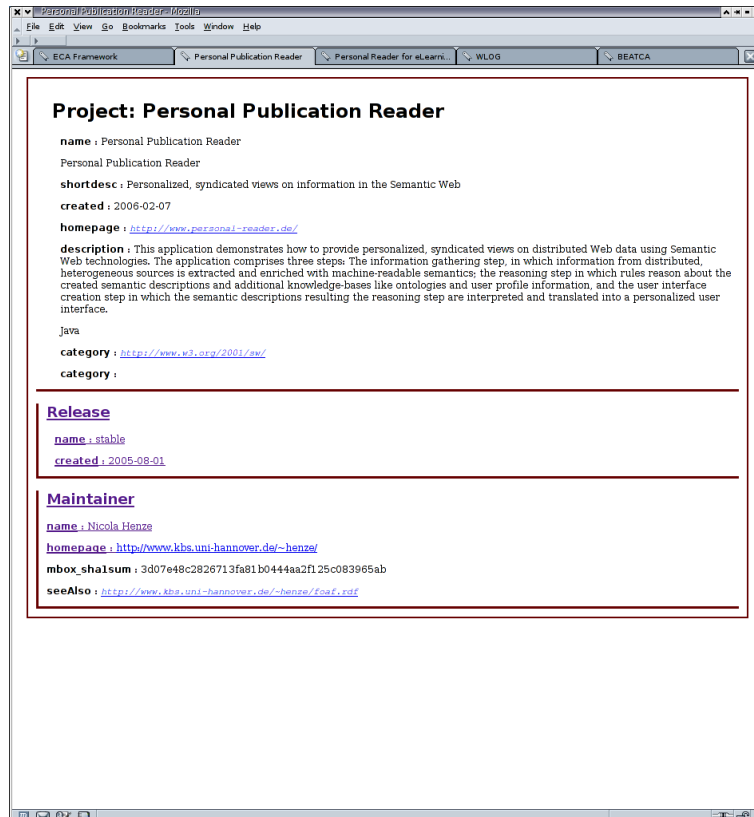 Personal Publication Reader - Mozilla
File Edit View Go Bookmarks Tools Window Help
ECA Framework Personal Publication Reader Personal Reader for eLearni... WLOG BEATCA
Project: Personal Publication Reader
name : Personal Publication Reader
Personal Publication Reader
shortdesc : Personalized, syndicated views on information in the Semantic Web
created : 2006-02-07
homepage : http://www.personal-reader.de/
description : This application demonstrates how to provide personalized, syndicated views on distributed Web data using Semantic
Web technologies. The application comprises three steps: The information gathering step, in which information from distributed,
heterogeneous sources is extracted and enriched with machine-readable semantics; the reasoning step in which rules reason about the
created semantic descriptions and additional knowledge-bases like ontologies and user profile information, and the user interface
creation step in which the semantic descriptions resulting the reasoning step are interpreted and translated into a personalized user
interface.
Java
category : http://www.w3.org/2001/sw/
category :
Release
name : stable
created : 2005-08-01
Maintainer
name : Nicola Henze
homepage : http://www.kbs.uni-hannover.de/~henze/
mbox_sha1sum : 3d07e48c2826713fa81b0444aa2f125c083965ab
seeAlso : http://www.kbs.uni-hannover.de/~henze/foaf.rdf